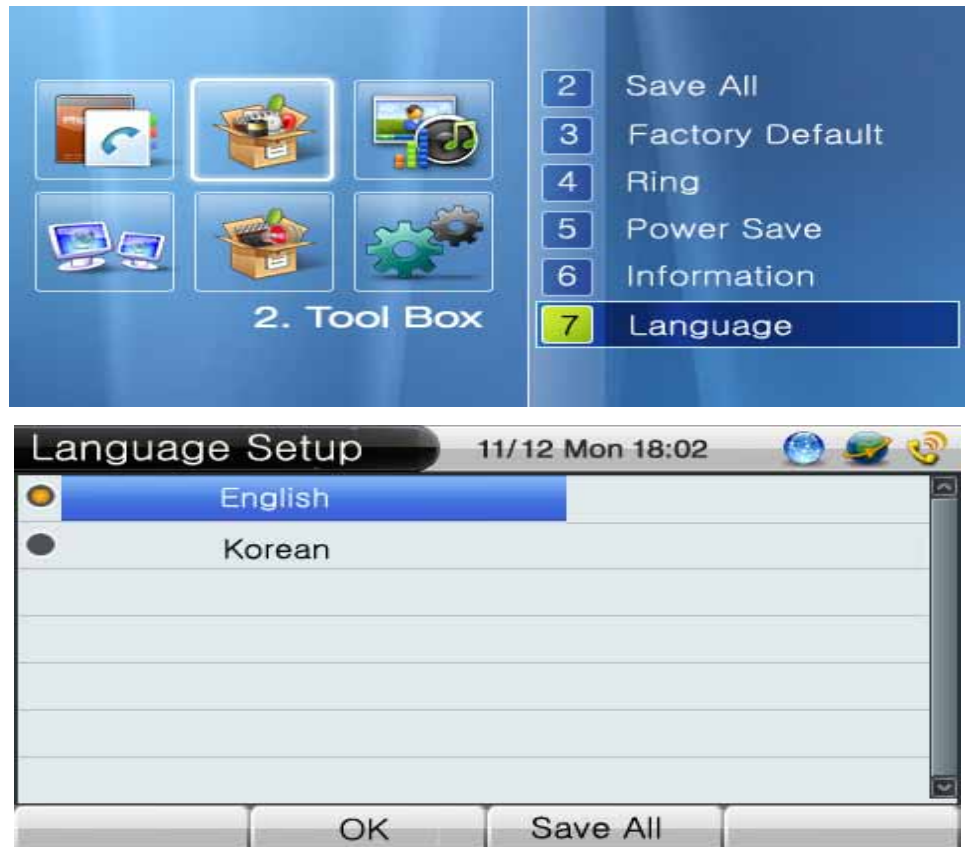 2 Save All
3 Factory Default
4 Ring
5 Power Save
6 Information
2. Tool Box
7 Language
Language Setup 11/12 Mon 18:02
English
Korean
OK Save All